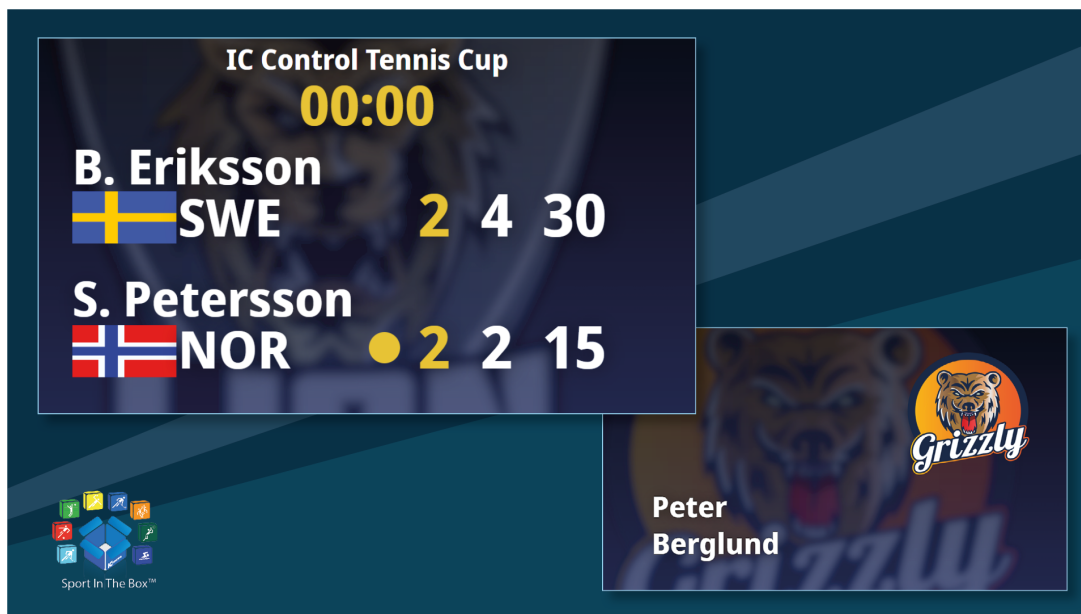 IC Control Tennis Cup
00:00
B. Eriksson
SWE 2 4 30
S. Petersson
NOR 2 2 15
Grizzly
Peter
Berglund
Sport In The Box™